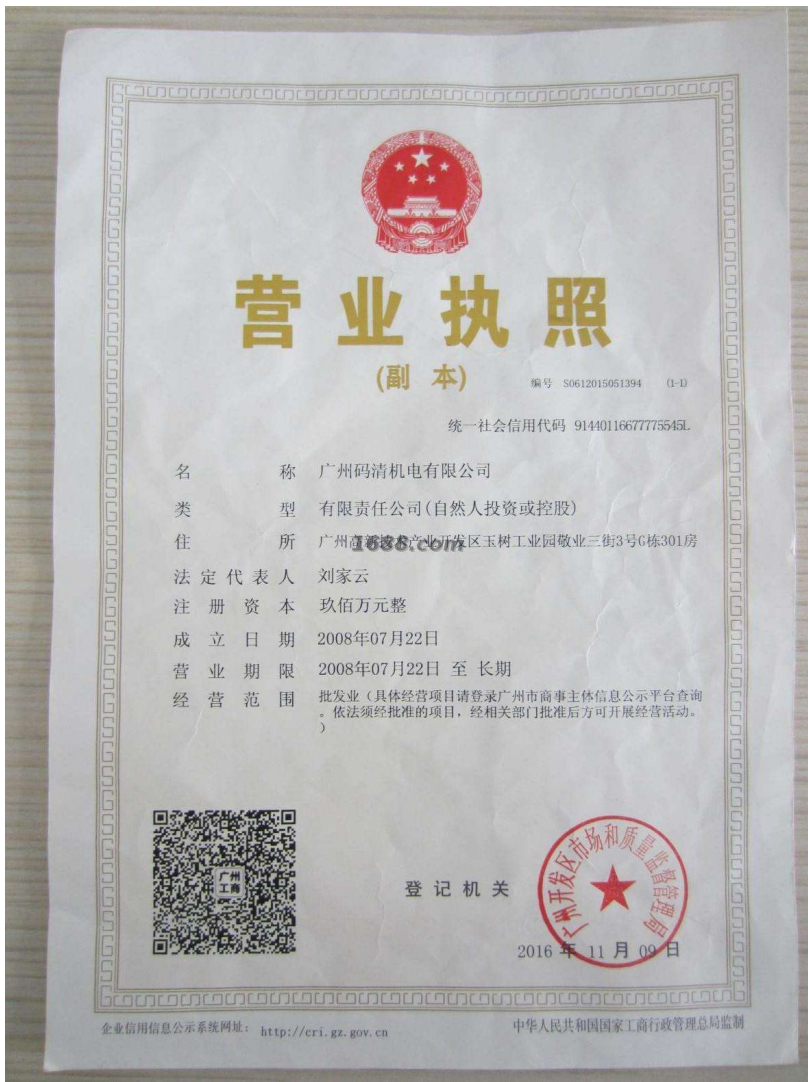 营业执照
(副 本)
编号 S0612015051394 (1-1)
统一社会信用代码 91440116677775545L
名 称 广州码清机电有限公司
类 型 有限责任公司(自然人投资或控股)
住 所 广州高新技术产业开发区玉树工业园敬业三街3号G栋301房
1688.com
法定代表人 刘家云
注 册 资 本 玖佰万元整
成 立 日 期 2008年07月22日
营 业 期 限 2008年07月22日 至 长期
经 营 范 围 批发业(具体经营项目请登录广州市商事主体信息公示平台查询
。依法须经批准的项目,经相关部门批准后方可开展经营活动。
)
广州
工商
登 记 机 关
广州开发区市场和质量监督管理局
2016 年 11 月 09 日
企业信用信息公示系统网址: http://cri.gz.gov.cn
中华人民共和国国家工商行政管理总局监制